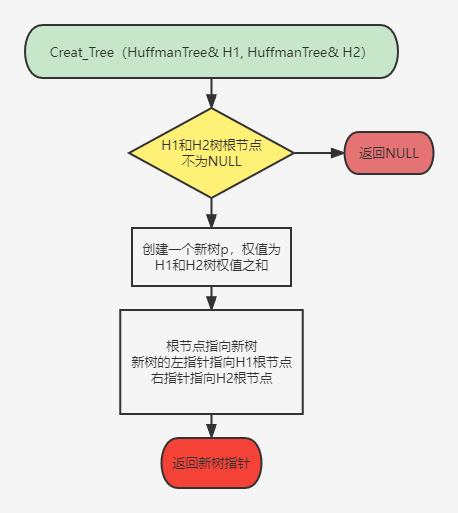 Creat_Tree（HuffmanTree& H1, HuffmanTree& H2）
H1和H2树根节点
不为NULL
返回NULL
创建一个新树p，权值为
H1和H2树权值之和
根节点指向新树
新树的左指针指向H1根节点
右指针指向H2根节点
返回新树指针